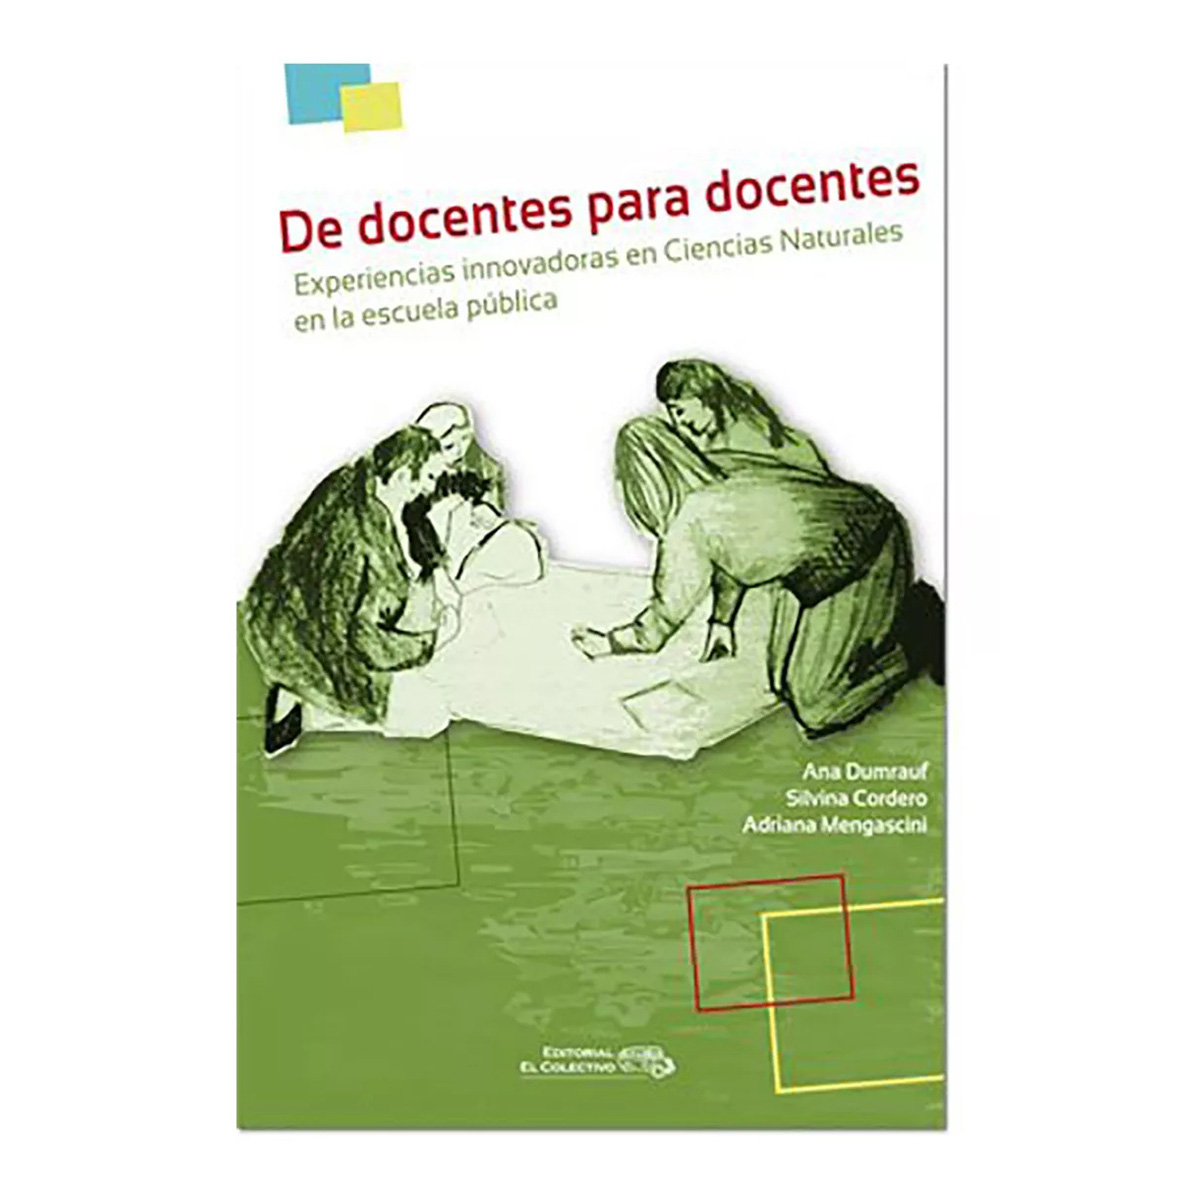 De docentes para docentes
Experiencias innovadoras en Ciencias Naturales
en la escuela pública
Ana Dumrauf
Silvina Cordero
Adriana Mengascini
EDITORIAL
EL COLECTIVO